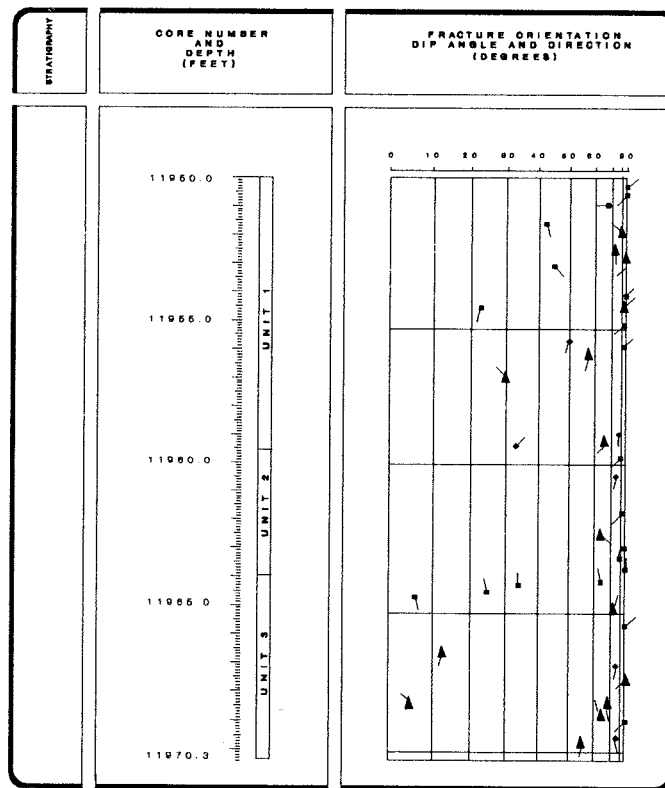 STRATIGRAPHY
CORE NUMBER
AND
DEPTH
(FEET)
FRACTURE ORIENTATION
DIP ANGLE AND DIRECTION
(DEGREES)
0 10 20 30 40 50 60 80
11950.0
11955.0
11960.0
11965.0
11970.3
UNIT 1
UNIT 2
UNIT 3